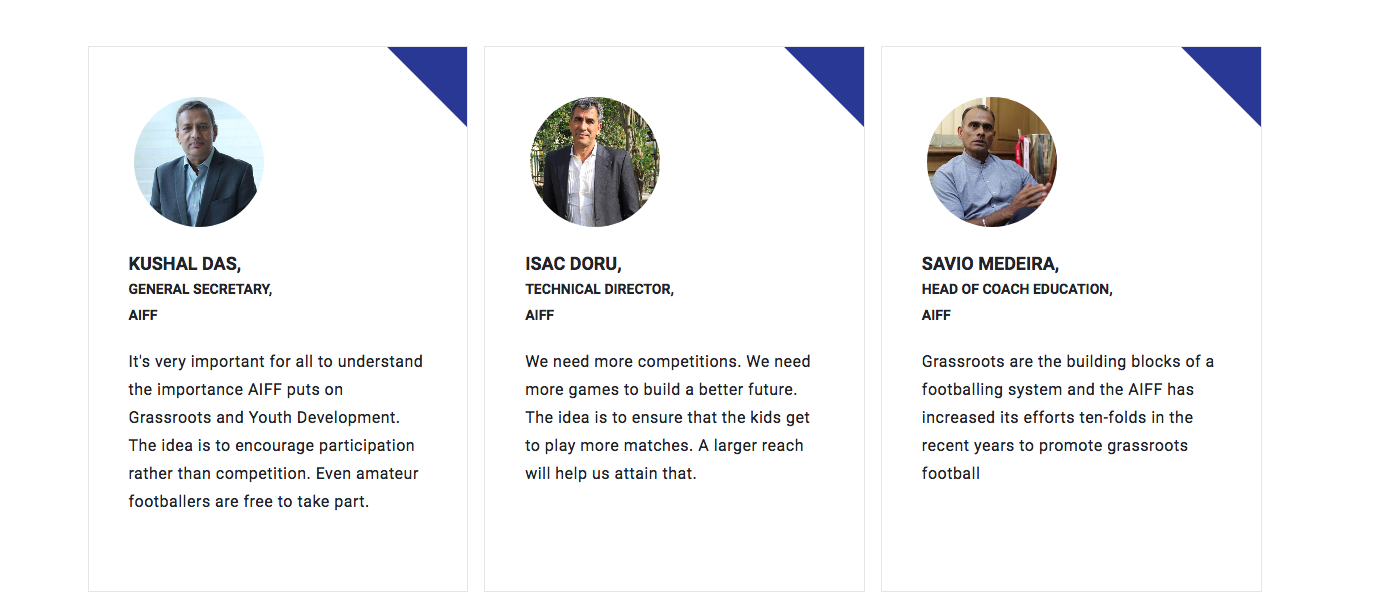 KUSHAL DAS,
GENERAL SECRETARY,
AIFF
It's very important for all to understand
the importance AIFF puts on
Grassroots and Youth Development.
The idea is to encourage participation
rather than competition. Even amateur
footballers are free to take part.
ISAC DORU,
TECHNICAL DIRECTOR,
AIFF
We need more competitions. We need
more games to build a better future.
The idea is to ensure that the kids get
to play more matches. A larger reach
will help us attain that.
SAVIO MEDEIRA,
HEAD OF COACH EDUCATION,
AIFF
Grassroots are the building blocks of a
footballing system and the AIFF has
increased its efforts ten-folds in the
recent years to promote grassroots
football